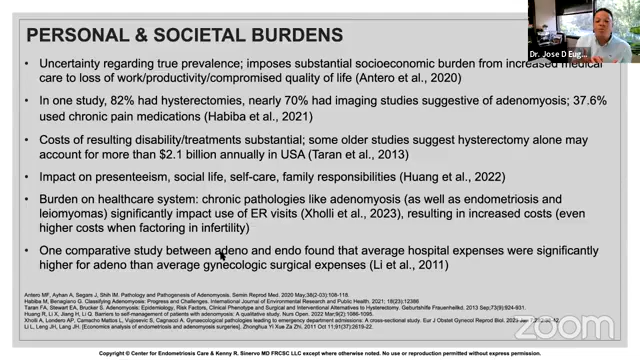 PERSONAL & SOCIETAL BURDENS
Dr. Jose D Eug
• Uncertainty regarding true prevalence; imposes substantial socioeconomic burden from increased medical
care to loss of work/productivity/compromised quality of life (Antero et al., 2020)
• In one study, 82% had hysterectomies, nearly 70% had imaging studies suggestive of adenomyosis; 37.6%
used chronic pain medications (Habiba et al., 2021)
• Costs of resulting disability/treatments substantial; some older studies suggest hysterectomy alone may
account for more than $2.1 billion annually in USA (Taran et al., 2013)
• Impact on presenteeism, social life, self-care, family responsibilities (Huang et al., 2022)
• Burden on healthcare system: chronic pathologies like adenomyosis (as well as endometriosis and
leiomyomas) significantly impact use of ER visits (Xholli et al., 2023), resulting in increased costs (even
higher costs when factoring in infertility)
• One comparative study between adeno and endo found that average hospital expenses were significantly
higher for adeno than average gynecologic surgical expenses (Li et al., 2011)
Antero MF, Ayhan A, Segars J, Shih IM. Pathology and Pathogenesis of Adenomyosis. Semin Reprod Med. 2020 May;38(2-03):108-118.
Habiba M, Benagiano G. Classifying Adenomyosis: Progress and Challenges. International Journal of Environmental Research and Public Health. 2021; 18(23):12386
Taran FA, Stewart EA, Brucker S. Adenomyosis: Epidemiology, Risk Factors, Clinical Phenotype and Surgical and Interventional Alternatives to Hysterectomy. Geburtshilfe Frauenheilkd. 2013 Sep;73(9):924-931.
Huang R, Li X, Jiang H, Li Q. Barriers to self-management of patients with adenomyosis: A qualitative study. Nurs Open. 2022 Mar;9(2):1086-1095.
Xholli A, Londero AP, Camacho Mattos L, Vujosevic S, Cagnacci A. Gynaecological pathologies leading to emergency department admissions: A cross-sectional study. Eur J Obstet Gynecol Reprod Biol. 2023
Li L, Leng JH, Lang J. [Economics analysis of endometriosis and adenomyosis surgeries]. Zhonghua Yi Xue Za Zhi. 2011 Oct 11;91(37):2619-22.
zoom
Copyright © Center for Endometriosis Care & Kenny R. Sinervo MD FRCSC LLC except where otherwise noted. No use or reproduction permitted without express permission.